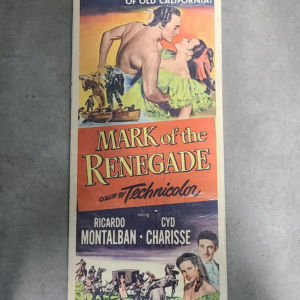 OF OLD CALIFORNIA!
MARK of the
RENEGADE
COLOR BY Technicolor
starring
RICARDO CYD
MONTALBAN · CHARISSE